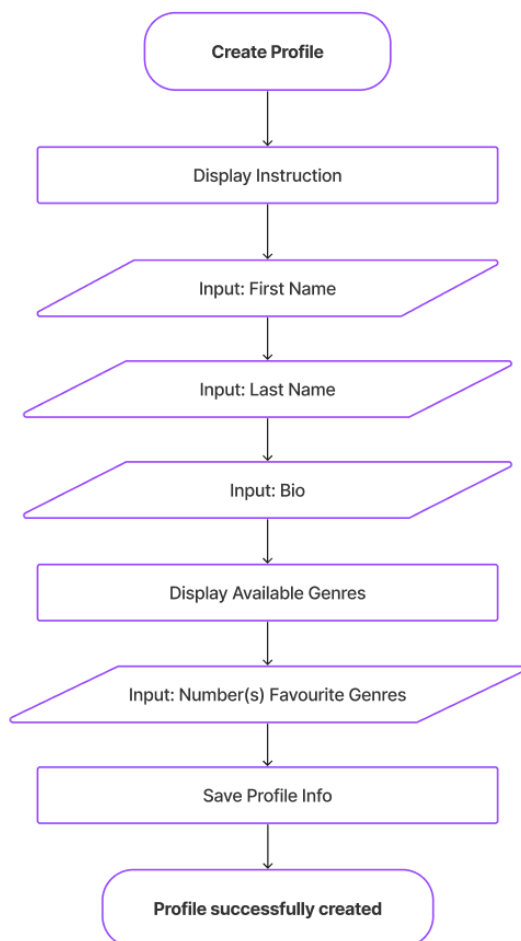 Create Profile
Display Instruction
Input: First Name
Input: Last Name
Input: Bio
Display Available Genres
Input: Number(s) Favourite Genres
Save Profile Info
Profile successfully created